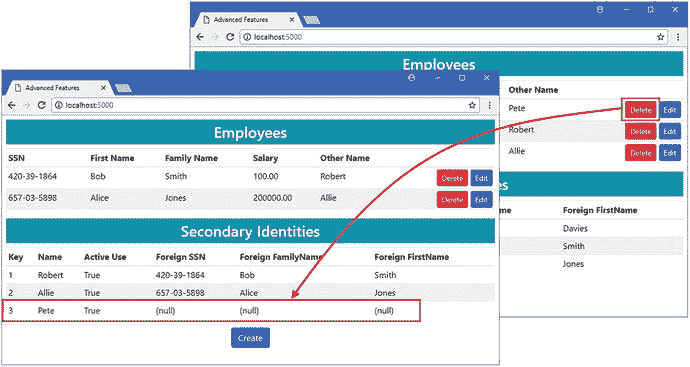 Advanced Features
localhost:5000
Employees
Other Name
Pete Delete Edit
Robert Delete Edit
Allie Delete Edit
es
me Foreign FirstName
Davies
Smith
Jones
Advanced Features
localhost:5000
Employees
SSN First Name Family Name Salary Other Name
420-39-1864 Bob Smith 100.00 Robert Delete Edit
657-03-5898 Alice Jones 200000.00 Allie Delete Edit
Secondary Identities
Key Name Active Use Foreign SSN Foreign FamilyName Foreign FirstName
1 Robert True 420-39-1864 Bob Smith
2 Allie True 657-03-5898 Alice Jones
3 Pete True (null) (null) (null)
Create